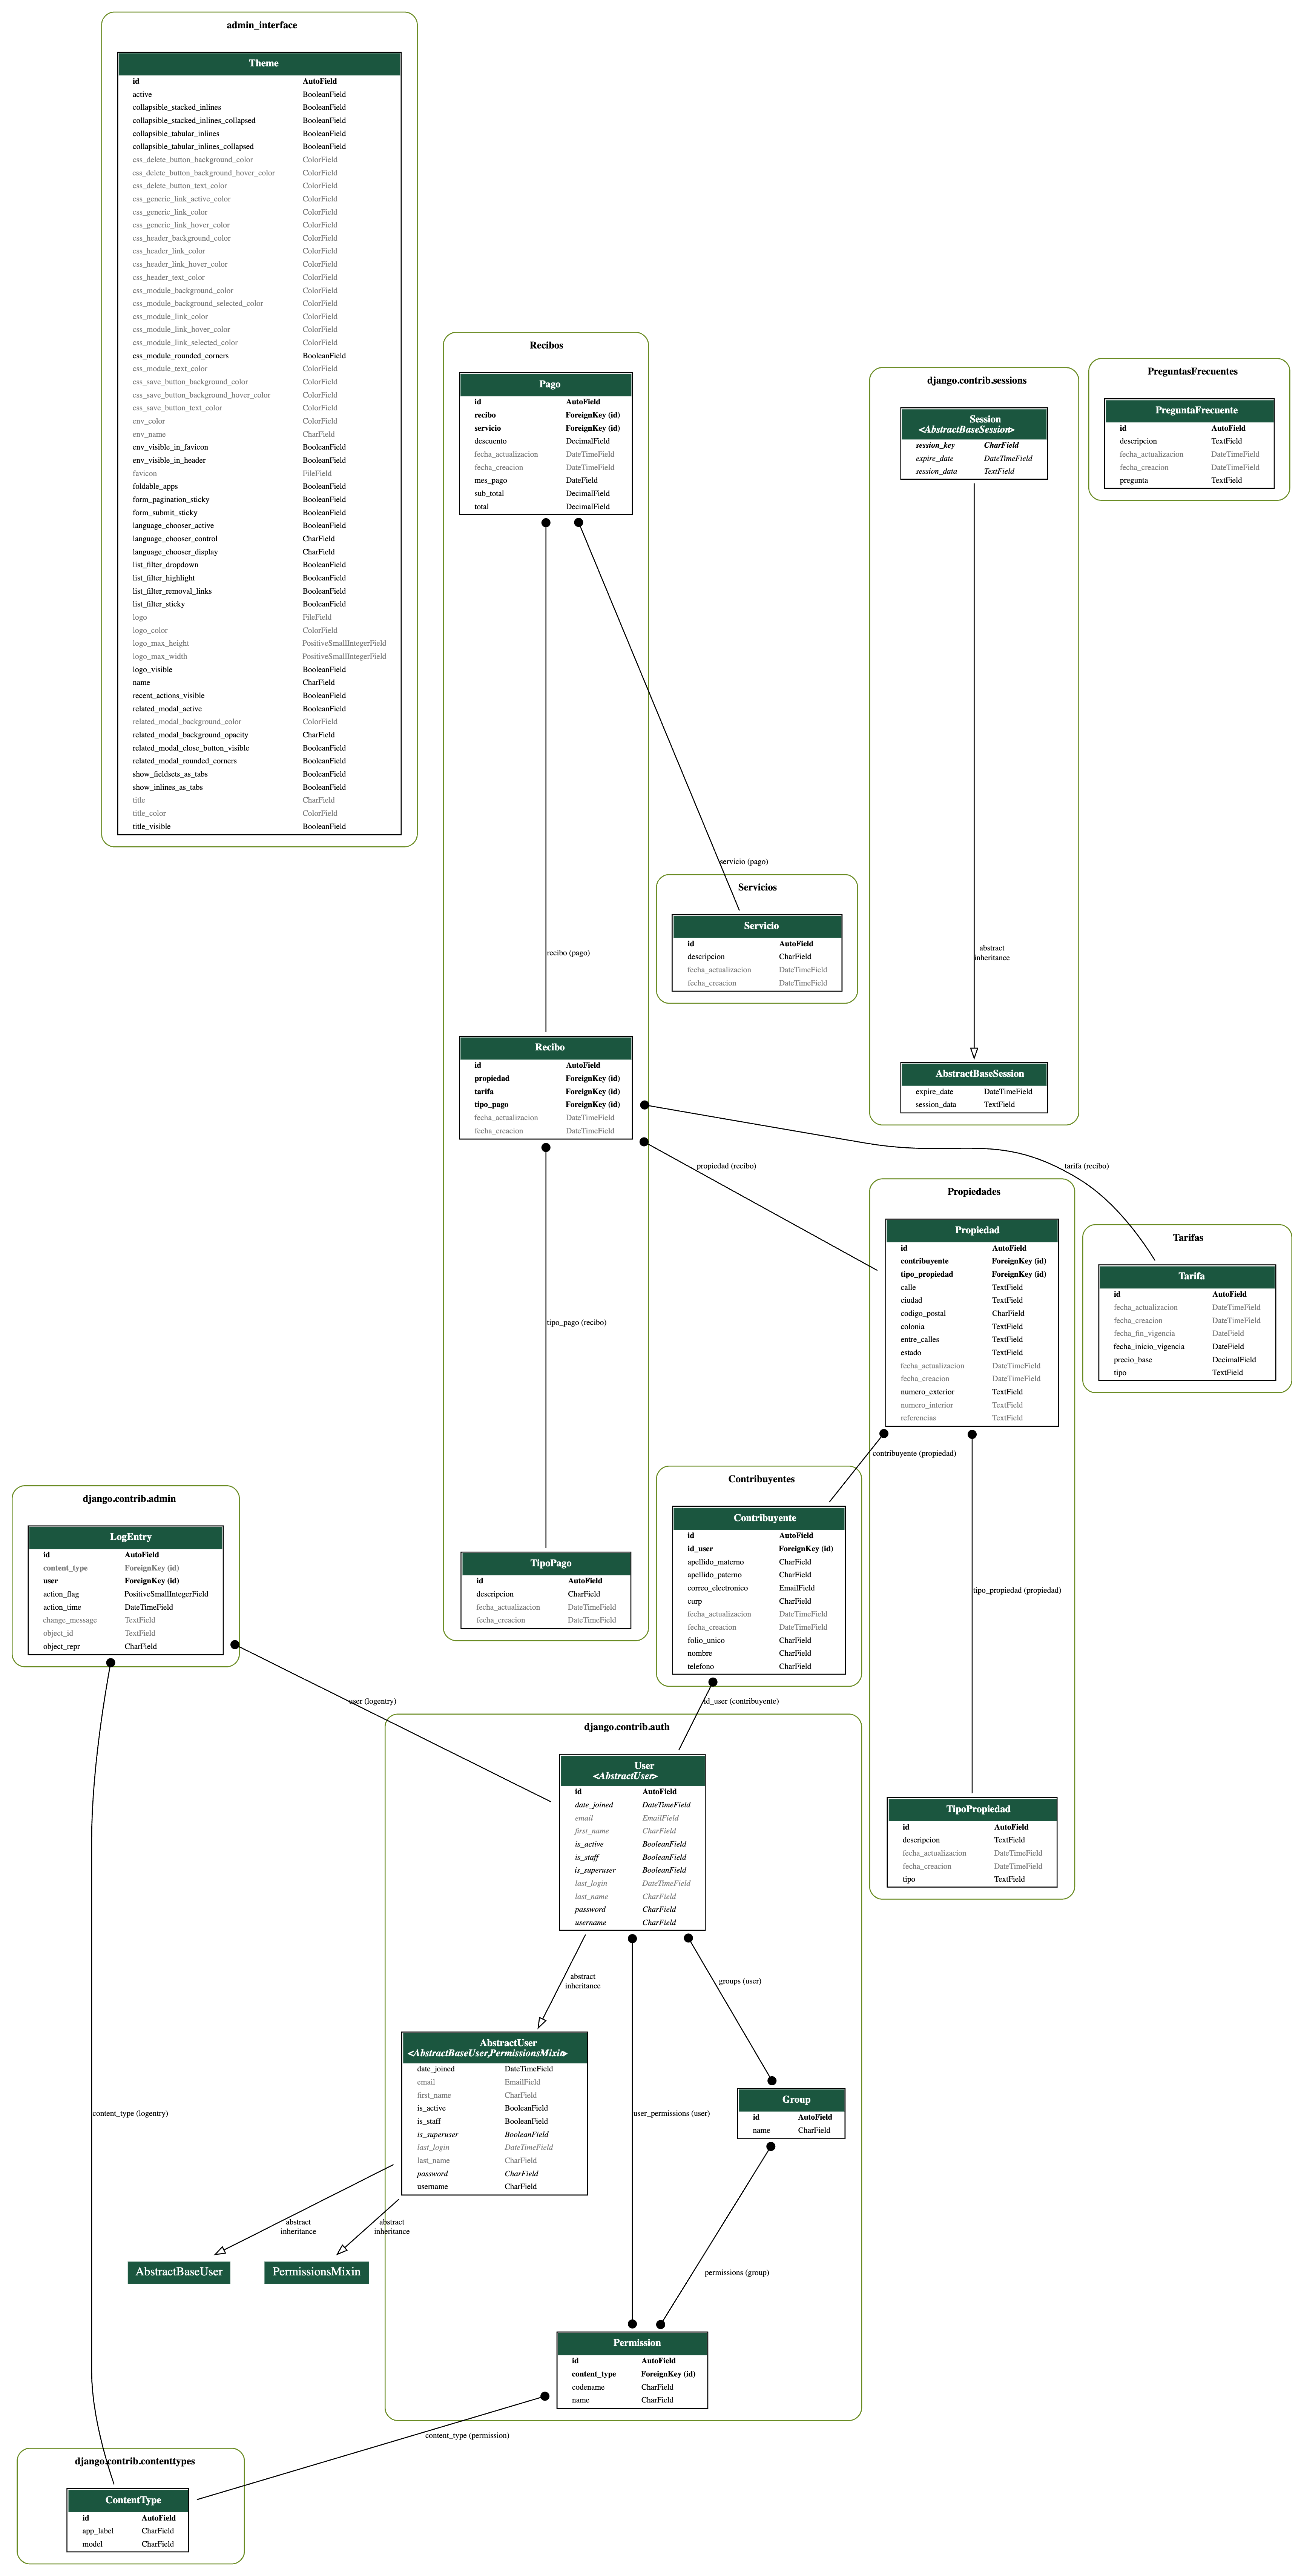 admin_interface
Theme
id AutoField
active BooleanField
collapsible_stacked_inlines BooleanField
collapsible_stacked_inlines_collapsed BooleanField
collapsible_tabular_inlines BooleanField
collapsible_tabular_inlines_collapsed BooleanField
css_delete_button_background_color ColorField
css_delete_button_background_hover_color ColorField
css_delete_button_text_color ColorField
css_generic_link_active_color ColorField
css_generic_link_color ColorField
css_generic_link_hover_color ColorField
css_header_background_color ColorField
css_header_link_color ColorField
css_header_link_hover_color ColorField
css_header_text_color ColorField
css_module_background_color ColorField
css_module_background_selected_color ColorField
css_module_link_color ColorField
css_module_link_hover_color ColorField
css_module_link_selected_color ColorField
css_module_rounded_corners BooleanField
css_module_text_color ColorField
css_save_button_background_color ColorField
css_save_button_background_hover_color ColorField
css_save_button_text_color ColorField
env_color ColorField
env_name CharField
env_visible_in_favicon BooleanField
env_visible_in_header BooleanField
favicon FileField
foldable_apps BooleanField
form_pagination_sticky BooleanField
form_submit_sticky BooleanField
language_chooser_active BooleanField
language_chooser_control CharField
language_chooser_display CharField
list_filter_dropdown BooleanField
list_filter_highlight BooleanField
list_filter_removal_links BooleanField
list_filter_sticky BooleanField
logo FileField
logo_color ColorField
logo_max_height PositiveSmallIntegerField
logo_max_width PositiveSmallIntegerField
logo_visible BooleanField
name CharField
recent_actions_visible BooleanField
related_modal_active BooleanField
related_modal_background_color ColorField
related_modal_background_opacity CharField
related_modal_close_button_visible BooleanField
related_modal_rounded_corners BooleanField
show_fieldsets_as_tabs BooleanField
show_inlines_as_tabs BooleanField
title CharField
title_color ColorField
title_visible BooleanField
Recibos
Pago
id AutoField
recibo ForeignKey (id)
servicio ForeignKey (id)
descuento DecimalField
fecha_actualizacion DateTimeField
fecha_creacion DateTimeField
mes_pago DateField
sub_total DecimalField
total DecimalField
django.contrib.sessions
Session
<AbstractBaseSession>
session_key CharField
expire_date DateTimeField
session_data TextField
PreguntasFrecuentes
PreguntaFrecuente
id AutoField
descripcion TextField
fecha_actualizacion DateTimeField
fecha_creacion DateTimeField
pregunta TextField
servicio (pago)
Servicios
Servicio
id AutoField
descripcion CharField
fecha_actualizacion DateTimeField
fecha_creacion DateTimeField
recibo (pago)
abstract
inheritance
Recibo
id AutoField
propiedad ForeignKey (id)
tarifa ForeignKey (id)
tipo_pago ForeignKey (id)
fecha_actualizacion DateTimeField
fecha_creacion DateTimeField
AbstractBaseSession
expire_date DateTimeField
session_data TextField
propiedad (recibo)
tarifa (recibo)
Propiedades
Propiedad
id AutoField
contribuyente ForeignKey (id)
tipo_propiedad ForeignKey (id)
calle TextField
ciudad TextField
codigo_postal CharField
colonia TextField
entre_calles TextField
estado TextField
fecha_actualizacion DateTimeField
fecha_creacion DateTimeField
numero_exterior TextField
numero_interior TextField
referencias TextField
Tarifas
Tarifa
id AutoField
fecha_actualizacion DateTimeField
fecha_creacion DateTimeField
fecha_fin_vigencia DateField
fecha_inicio_vigencia DateField
precio_base DecimalField
tipo TextField
tipo_pago (recibo)
contribuyente (propiedad)
Contribuyentes
Contribuyente
id AutoField
id_user ForeignKey (id)
apellido_materno CharField
apellido_paterno CharField
correo_electronico EmailField
curp CharField
fecha_actualizacion DateTimeField
fecha_creacion DateTimeField
folio_unico CharField
nombre CharField
telefono CharField
django.contrib.admin
LogEntry
id AutoField
content_type ForeignKey (id)
user ForeignKey (id)
action_flag PositiveSmallIntegerField
action_time DateTimeField
change_message TextField
object_id TextField
object_repr CharField
TipoPago
id AutoField
descripcion CharField
fecha_actualizacion DateTimeField
fecha_creacion DateTimeField
tipo_propiedad (propiedad)
user (logentry)
id_user (contribuyente)
django.contrib.auth
User
<AbstractUser>
id AutoField
date_joined DateTimeField
email EmailField
first_name CharField
is_active BooleanField
is_staff BooleanField
is_superuser BooleanField
last_login DateTimeField
last_name CharField
password CharField
username CharField
TipoPropiedad
id AutoField
descripcion TextField
fecha_actualizacion DateTimeField
fecha_creacion DateTimeField
tipo TextField
abstract
inheritance
groups (user)
AbstractUser
<AbstractBaseUser,PermissionsMixin>
date_joined DateTimeField
email EmailField
first_name CharField
is_active BooleanField
is_staff BooleanField
is_superuser BooleanField
last_login DateTimeField
last_name CharField
password CharField
username CharField
content_type (logentry)
user_permissions (user)
Group
id AutoField
name CharField
abstract
inheritance
abstract
inheritance
AbstractBaseUser
PermissionsMixin
permissions (group)
Permission
id AutoField
content_type ForeignKey (id)
codename CharField
name CharField
content_type (permission)
django.contrib.contenttypes
ContentType
id AutoField
app_label CharField
model CharField